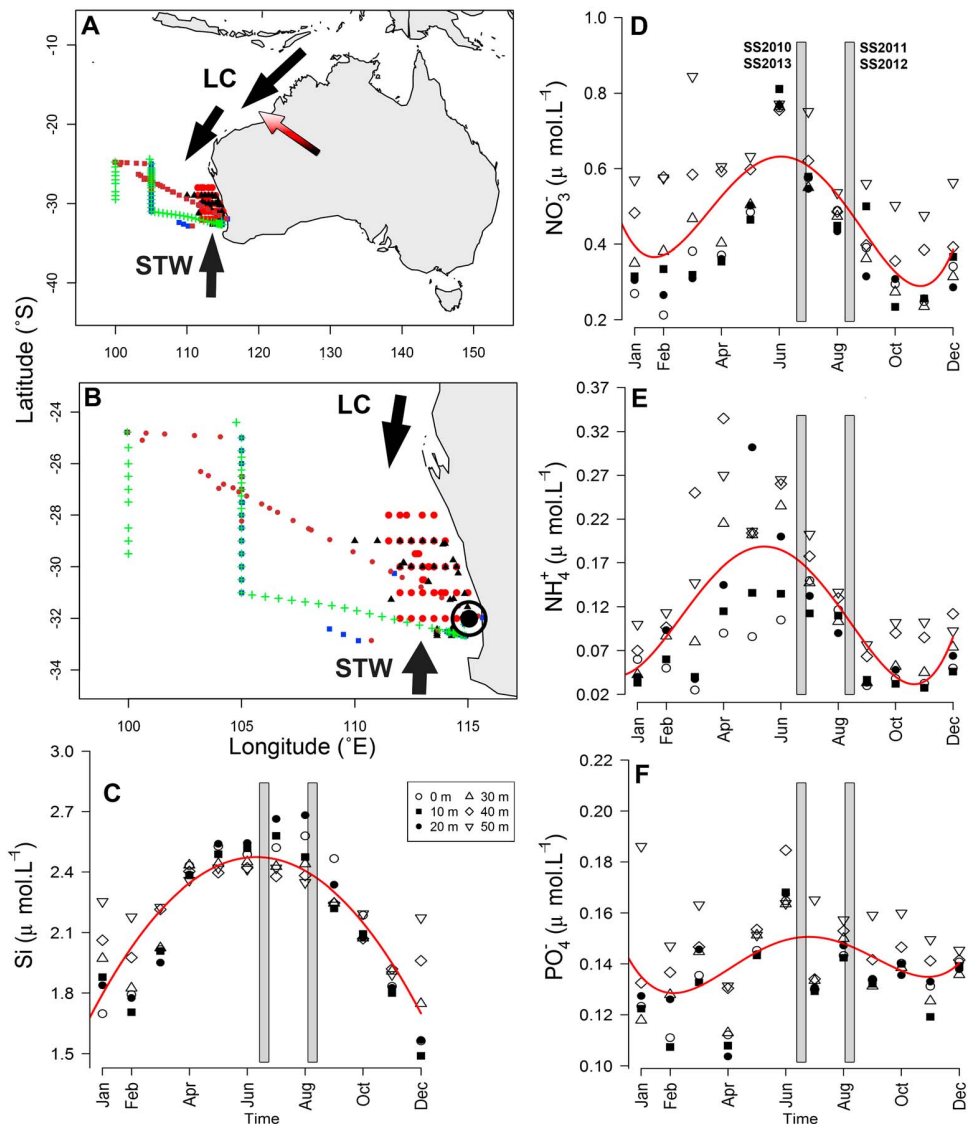 A
LC
STW
-10
-20
-30
-40
100
110
120
130
140
150
Latitude (°S)
B
LC
STW
-24
-26
-28
-30
-32
-34
100
105
110
115
Longitude (°E)
C
3.0
2.7
2.4
2.1
1.8
1.5
Si (μ mol.L⁻¹)
0 m
10 m
20 m
30 m
40 m
50 m
Jan
Feb
Apr
Jun
Aug
Oct
Dec
Time
D
SS2010
SS2013
SS2011
SS2012
1.0
0.8
0.6
0.4
0.2
NO₃⁻ (μ mol.L⁻¹)
Jan
Feb
Apr
Jun
Aug
Oct
Dec
E
0.37
0.33
0.27
0.22
0.17
0.12
0.07
0.02
NH₄⁺ (μ mol.L⁻¹)
Jan
Feb
Apr
Jun
Aug
Oct
Dec
F
0.22
0.20
0.18
0.16
0.14
0.12
0.10
PO₄⁻ (μ mol.L⁻¹)
Jan
Feb
Apr
Jun
Aug
Oct
Dec
Time